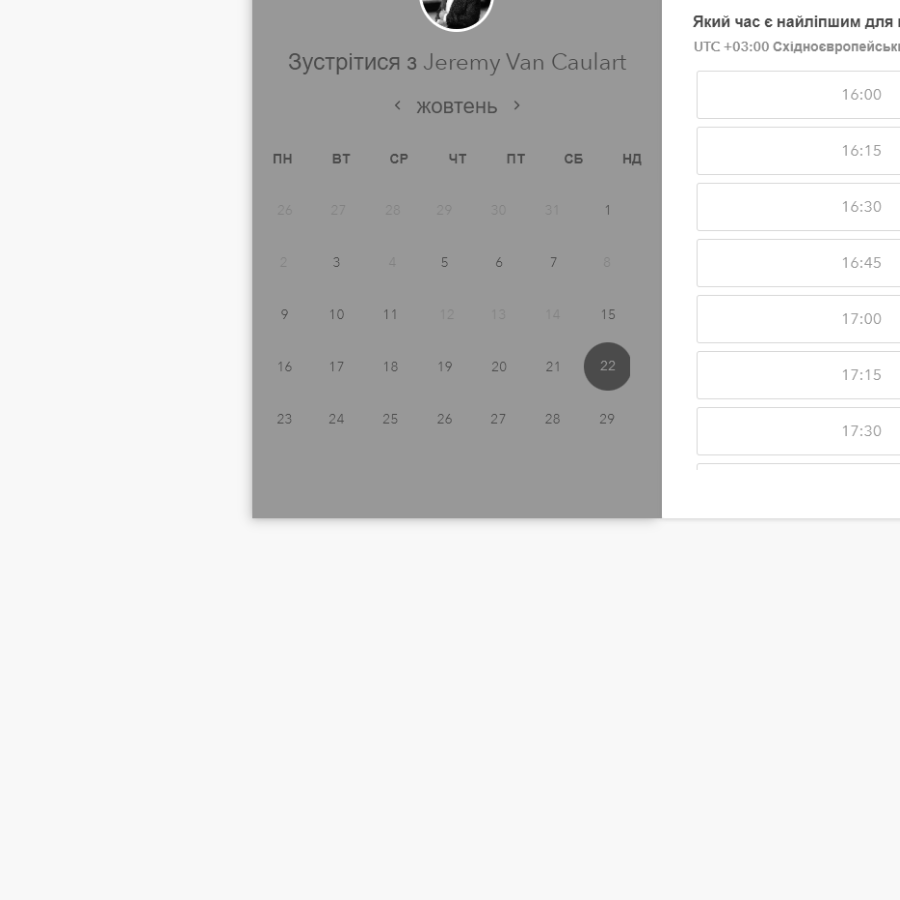 Зустрітися з Jeremy Van Caulart
жовтень
ПН ВТ СР ЧТ ПТ СБ НД
26 27 28 29 30 31 1
2 3 4 5 6 7 8
9 10 11 12 13 14 15
16 17 18 19 20 21 22
23 24 25 26 27 28 29
Який час є найліпшим для
UTC +03:00
16:00
16:15
16:30
16:45
17:00
17:15
17:30